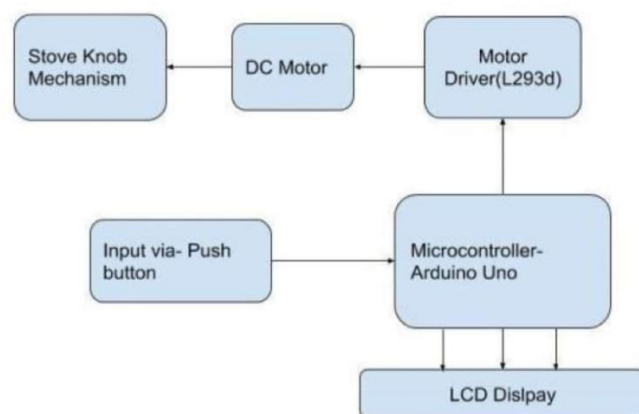 Stove Knob
Mechanism
DC Motor
Motor
Driver(L293d)
Input via- Push
button
Microcontroller-
Arduino Uno
LCD Dislpay